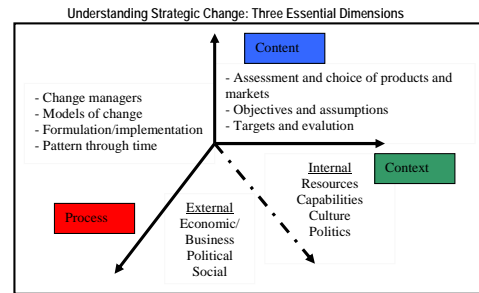 Understanding Strategic Change: Three Essential Dimensions
Content
- Assessment and choice of products and
markets
- Objectives and assumptions
- Targets and evalution
- Change managers
- Models of change
- Formulation/implementation
- Pattern through time
Context
Internal
Resources
Capabilities
Culture
Politics
Process
External
Economic/
Business
Political
Social